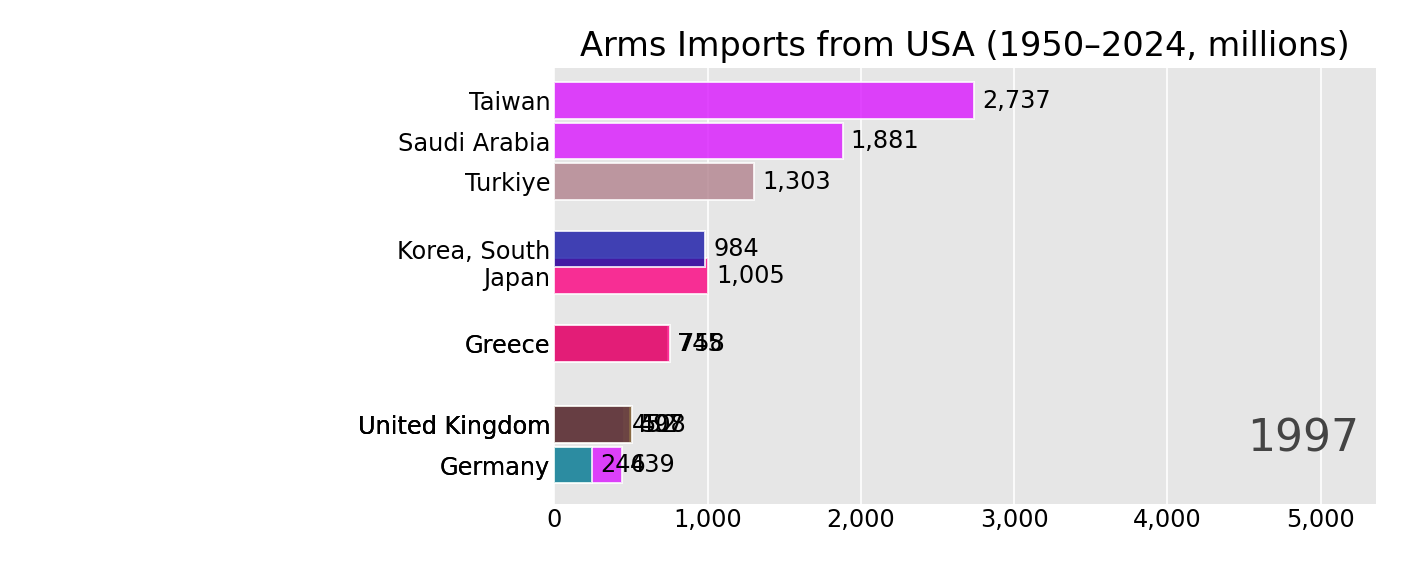 Arms Imports from USA (1950–2024, millions)
Taiwan 2,737
Saudi Arabia 1,881
Turkiye 1,303
Korea, South 984
Japan 1,005
Greece
United Kingdom
1997
Germany
0 1,000 2,000 3,000 4,000 5,000